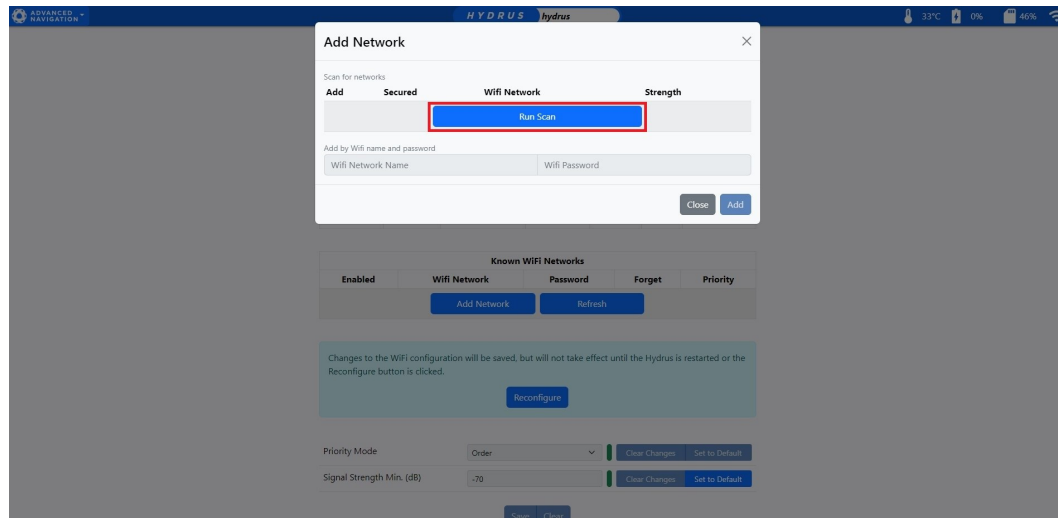 ADVANCED NAVIGATION
HYDRUS hydrus
33°C 0% 46%
Add Network
Scan for networks
Add Secured Wifi Network Strength
Run Scan
Add by Wifi name and password
Wifi Network Name Wifi Password
Close Add
Known WiFi Networks
Enabled Wifi Network Password Forget Priority
Add Network Refresh
Changes to the WiFi configuration will be saved, but will not take effect until the Hydrus is restarted or the
Reconfigure button is clicked.
Reconfigure
Priority Mode Order Clear Changes Set to Default
Signal Strength Min. (dB) -70 Clear Changes Set to Default
Save Clear